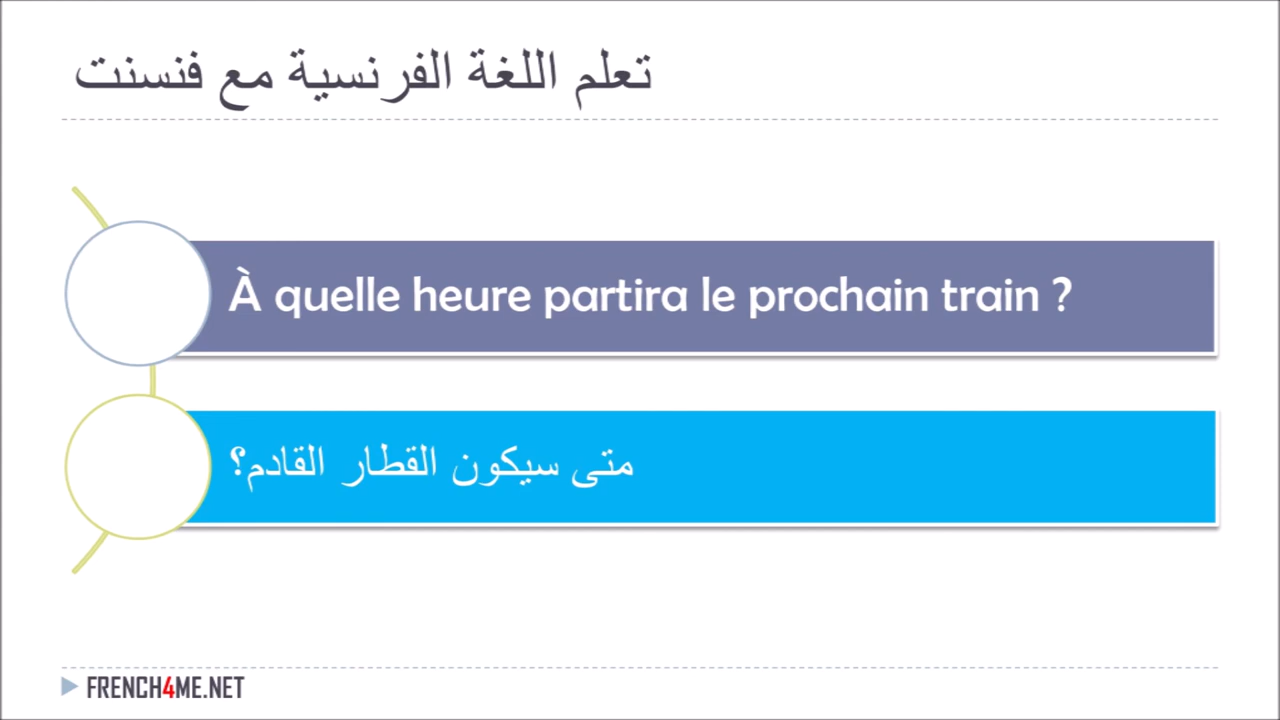 تعلم اللغة الفرنسية مع فنسنت
À quelle heure partira le prochain train ?
متى سيكون القطار القادم؟
FRENCH4ME.NET